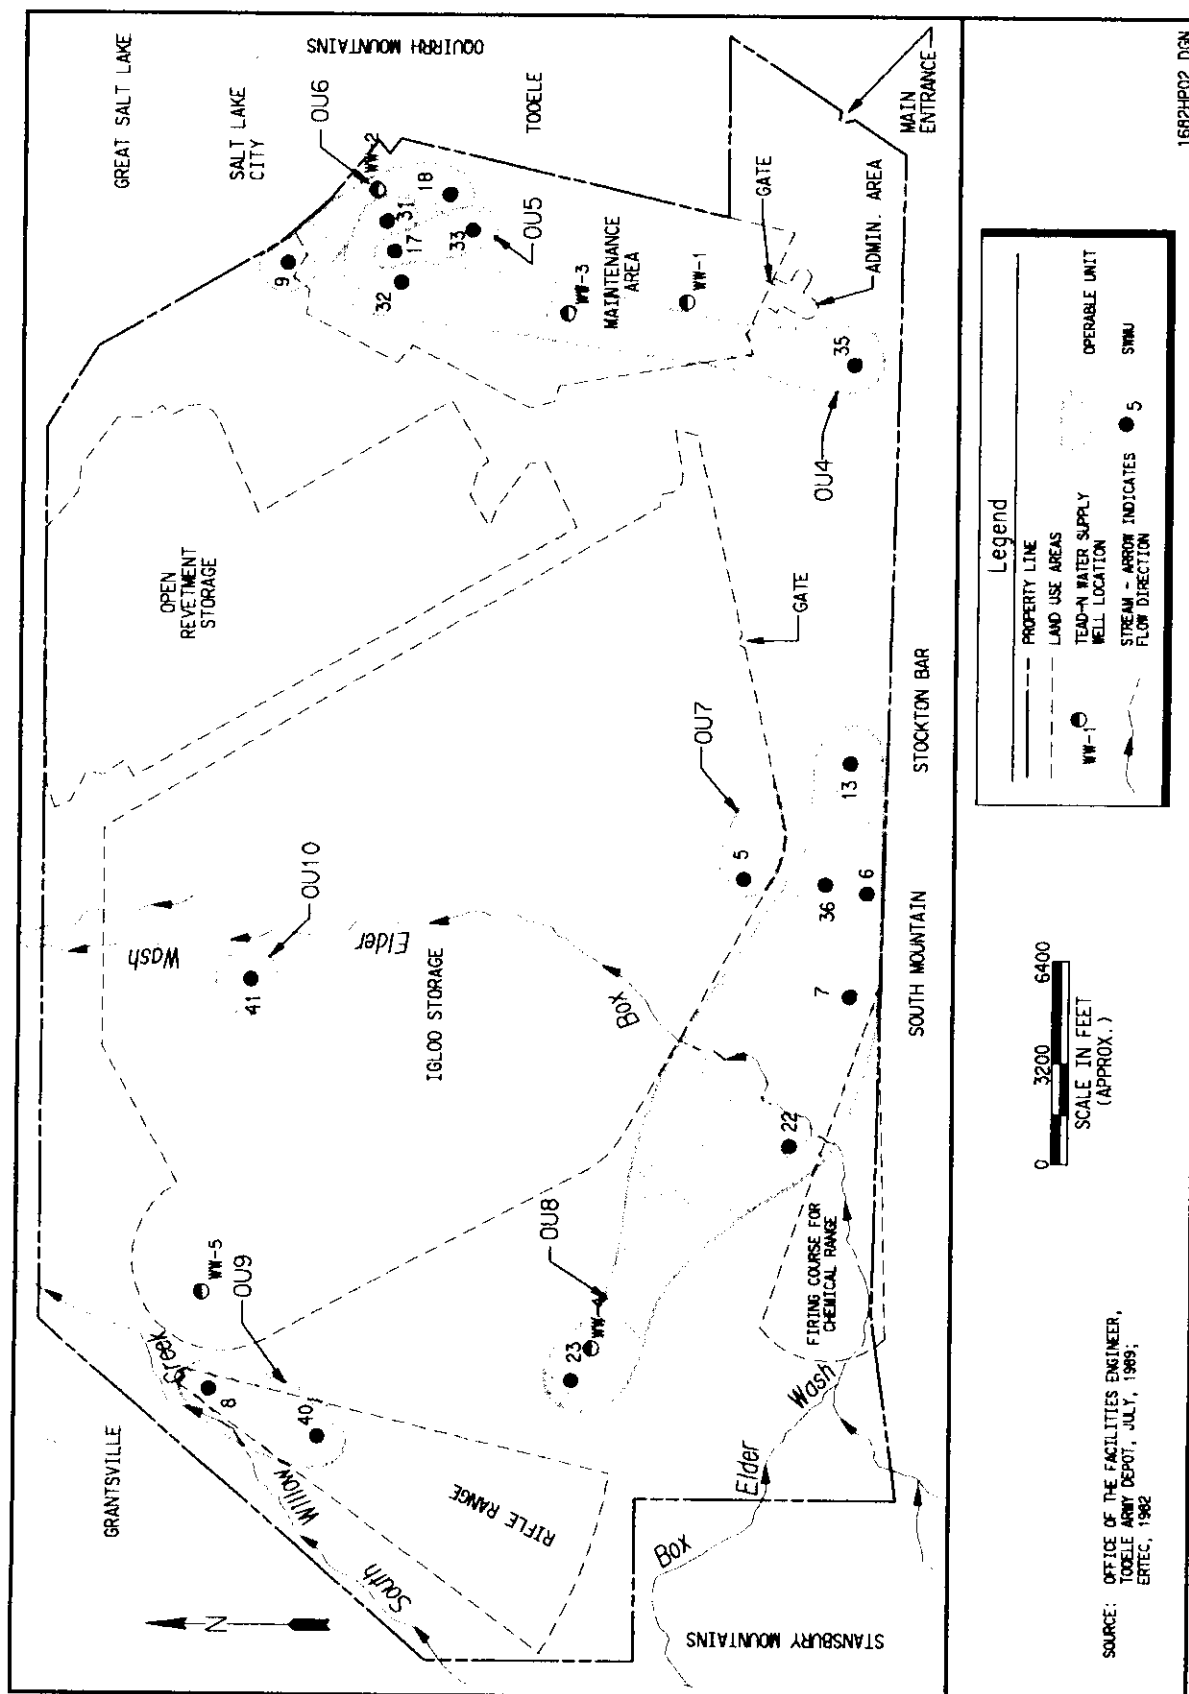 GREAT SALT LAKE
SALT LAKE
CITY
OQUIRRH MOUNTAINS
TOOELE
MAIN
ENTRANCE
GRANTSVILLE
N
South
Willow
Creek
RIFLE RANGE
STANSBURY MOUNTAINS
Box
Elder
Wash
8
40
OU9
WW-5
23
WW-4
OU8
FIRING COURSE FOR
CHEMICAL RANGE
22
Box
Elder
Wash
IGLOO STORAGE
41
OU10
OPEN
REVETMENT
STORAGE
7
36
6
13
5
OU7
GATE
SOUTH MOUNTAIN
STOCKTON BAR
OU4
35
9
32
17
31
WW-2
OU6
18
33
OU5
WW-3
MAINTENANCE
AREA
WW-1
GATE
ADMIN. AREA
SOURCE: OFFICE OF THE FACILITIES ENGINEER,
TOOELE ARMY DEPOT, JULY, 1989;
ERTEC, 1982
0 3200 6400
SCALE IN FEET
(APPROX.)
Legend
PROPERTY LINE
LAND USE AREAS
WW-1 TEAD-N WATER SUPPLY
WELL LOCATION
OPERABLE UNIT
STREAM - ARROW INDICATES
FLOW DIRECTION
5 SWMU
1682HP02.DGN